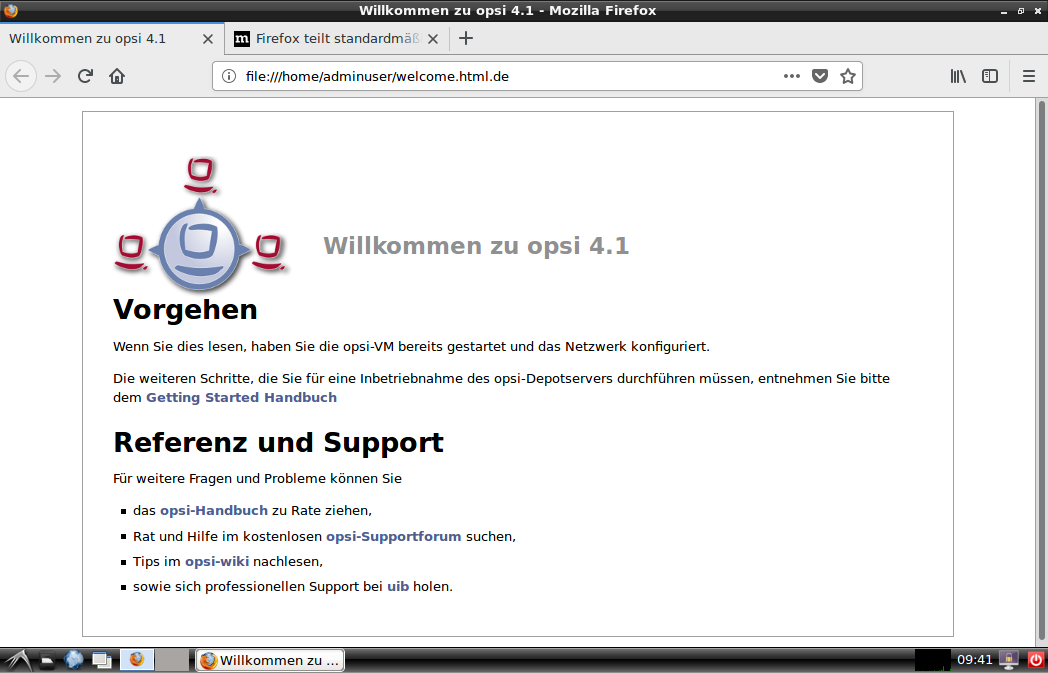 Willkommen zu opsi 4.1 - Mozilla Firefox
Willkommen zu opsi 4.1
m Firefox teilt standardmäß
file:///home/adminuser/welcome.html.de
Willkommen zu opsi 4.1
Vorgehen
Wenn Sie dies lesen, haben Sie die opsi-VM bereits gestartet und das Netzwerk konfiguriert.
Die weiteren Schritte, die Sie für eine Inbetriebnahme des opsi-Depotservers durchführen müssen, entnehmen Sie bitte
dem Getting Started Handbuch
Referenz und Support
Für weitere Fragen und Probleme können Sie
das opsi-Handbuch zu Rate ziehen,
Rat und Hilfe im kostenlosen opsi-Supportforum suchen,
Tips im opsi-wiki nachlesen,
sowie sich professionellen Support bei uib holen.
Willkommen zu ...
09:41